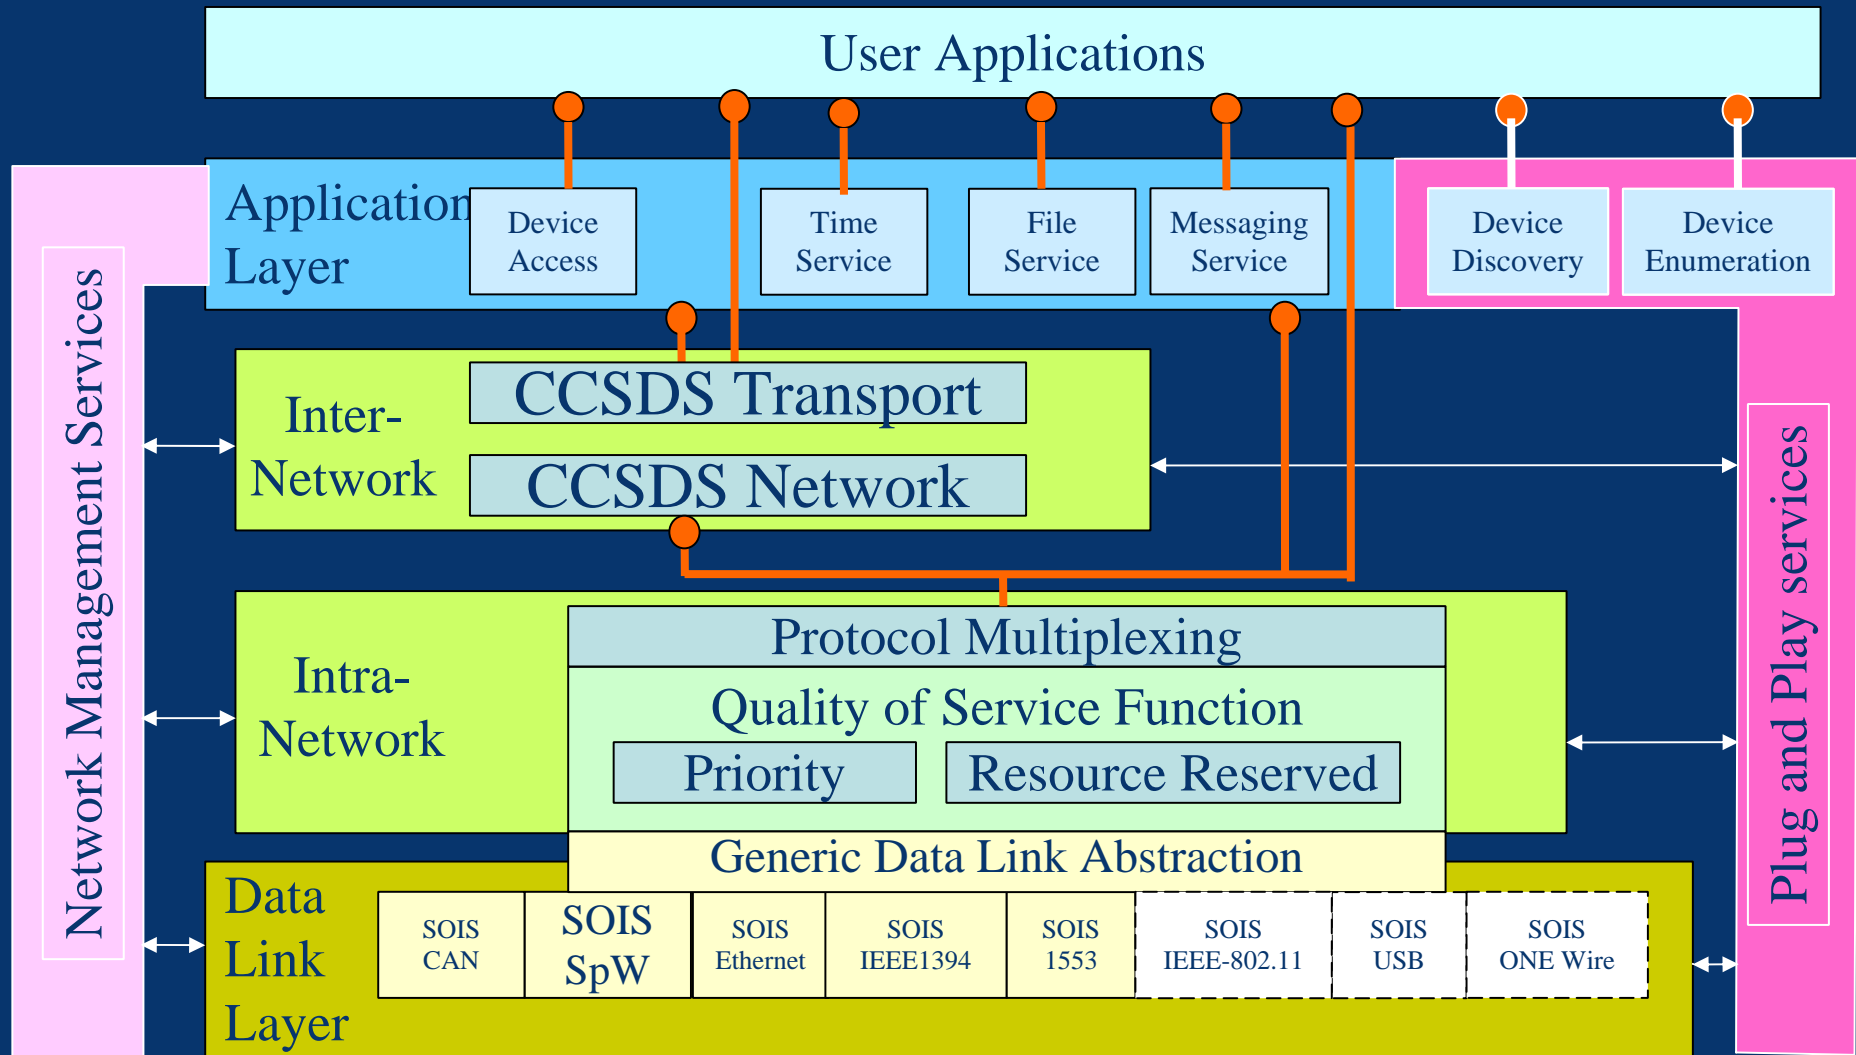 User Applications
Application
Layer
Device
Access
Time
Service
File
Service
Messaging
Service
Device
Discovery
Device
Enumeration
Network Management Services
Inter-
Network
CCSDS Transport
CCSDS Network
Plug and Play services
Intra-
Network
Protocol Multiplexing
Quality of Service Function
Priority
Resource Reserved
Generic Data Link Abstraction
Data
Link
Layer
SOIS
CAN
SOIS
SpW
SOIS
Ethernet
SOIS
IEEE1394
SOIS
1553
SOIS
IEEE-802.11
SOIS
USB
SOIS
ONE Wire